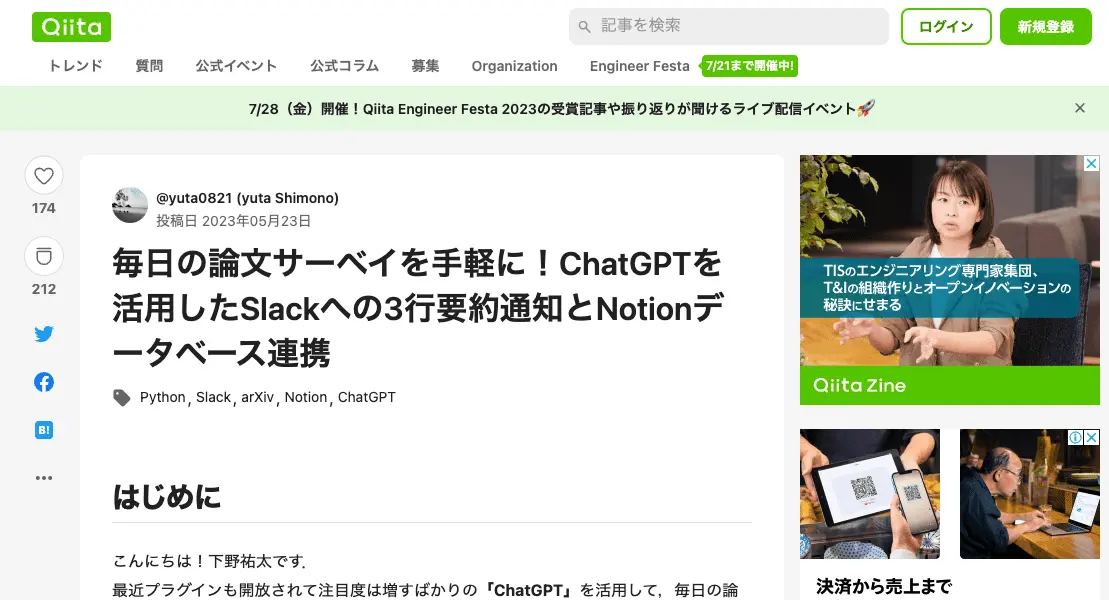 Qiita
記事を検索
ログイン
新規登録
トレンド 質問 公式イベント 公式コラム 募集 Organization Engineer Festa 7/21まで開催中!
7/28（金）開催！Qiita Engineer Festa 2023の受賞記事や振り返りが聞けるライブ配信イベント🚀
174
212
B!
@yuta0821 (yuta Shimono)
投稿日 2023年05月23日
毎日の論文サーベイを手軽に！ChatGPTを
活用したSlackへの3行要約通知とNotionデ
ータベース連携
Python, Slack, arXiv, Notion, ChatGPT
はじめに
こんにちは！下野祐太です．
最近プラグインも開放されて注目度は増すばかりの「ChatGPT」を活用して，毎日の論
TISのエンジニアリング専門家集団、
T&Iの組織作りとオープンイノベーションの
秘訣にせまる
Qiita Zine
決済から売上まで